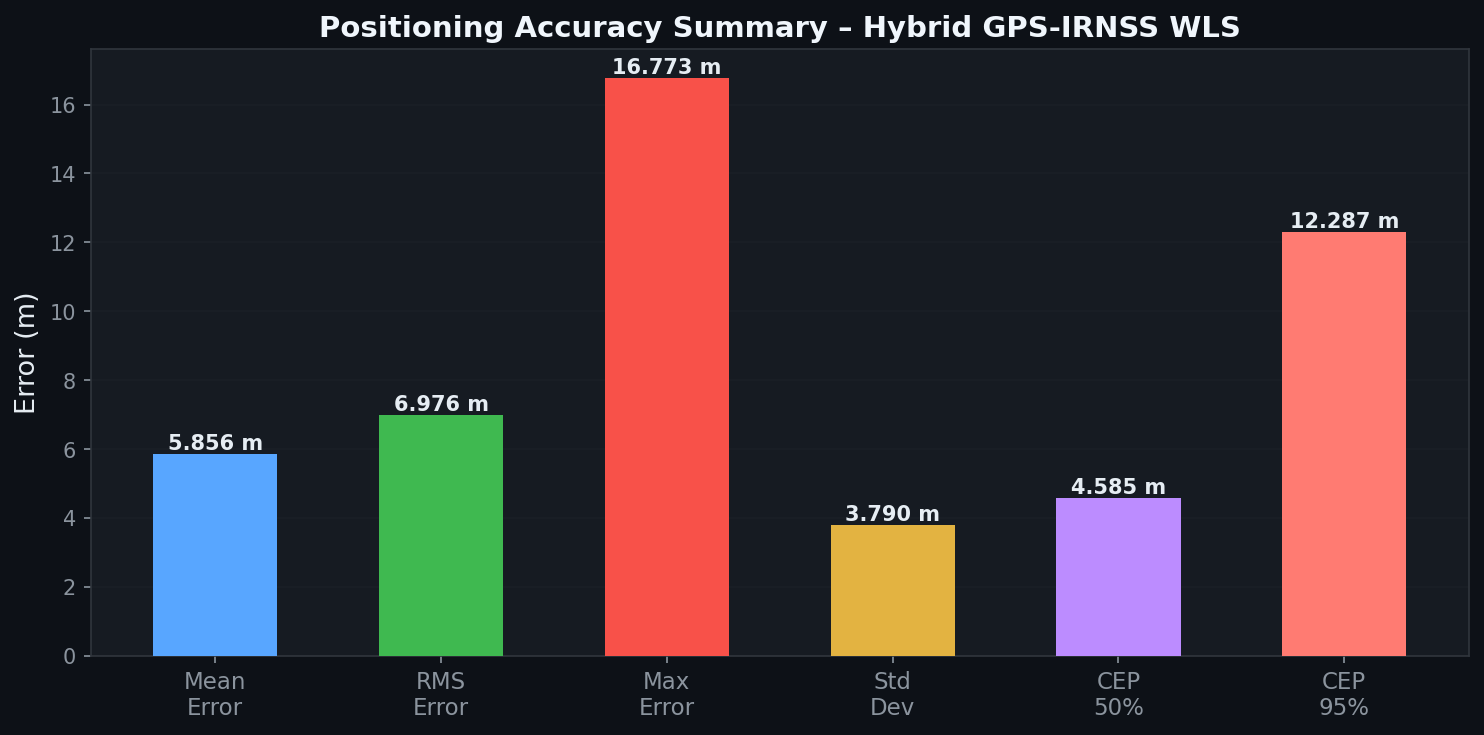 Positioning Accuracy Summary – Hybrid GPS-IRNSS WLS
Error (m)
16
14
12
10
8
6
4
2
0
5.856 m
6.976 m
16.773 m
3.790 m
4.585 m
12.287 m
Mean
Error
RMS
Error
Max
Error
Std
Dev
CEP
50%
CEP
95%